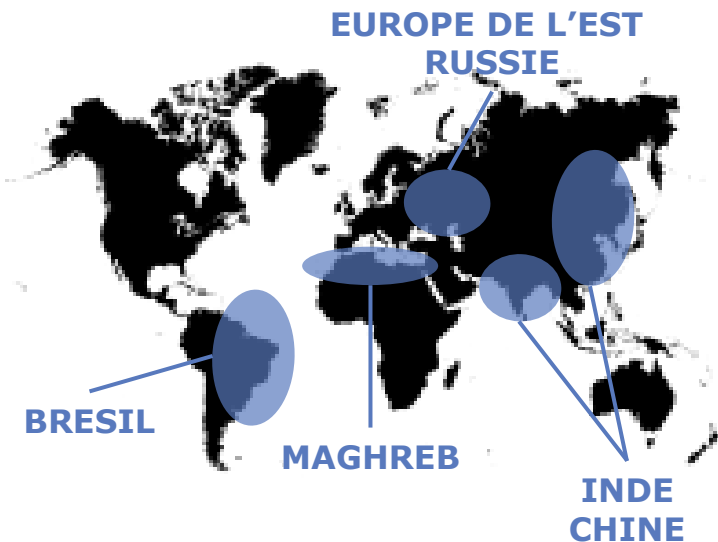 EUROPE DE L’EST
RUSSIE
BRESIL
MAGHREB
INDE
CHINE